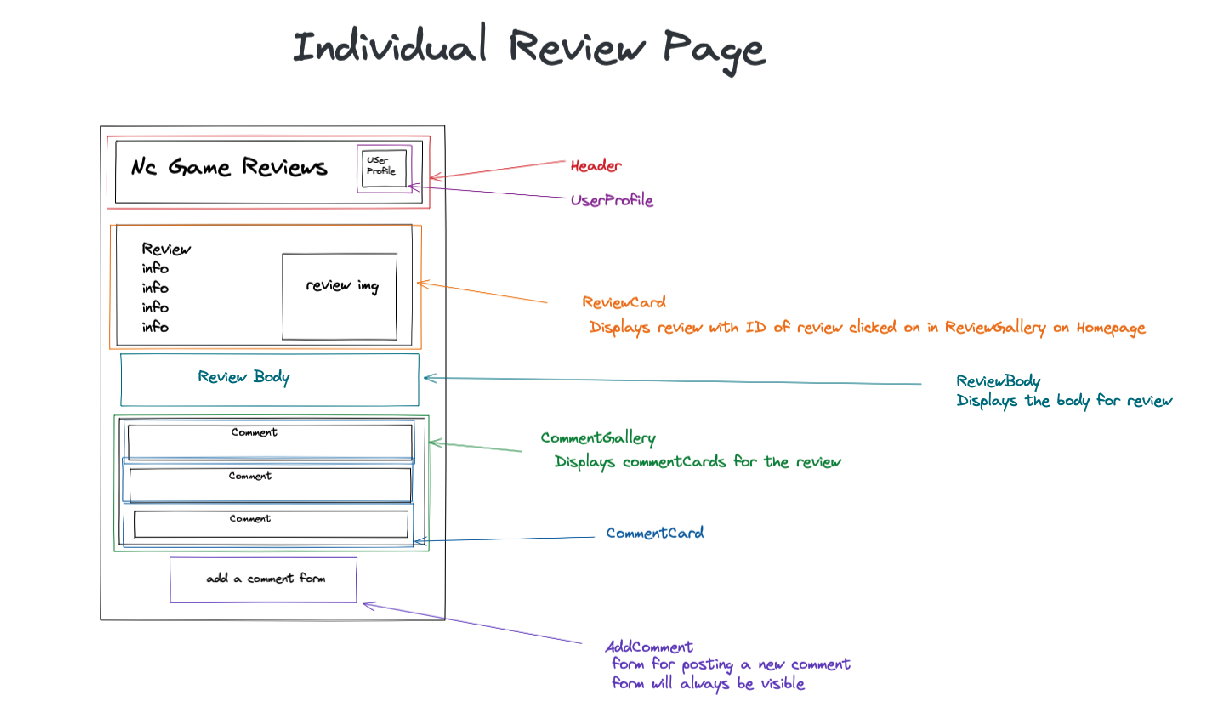 Individual Review Page
Nc Game Reviews
User
Profile
Header
UserProfile
Review
info
info
info
info
review img
ReviewCard
Displays review with ID of review clicked on in ReviewGallery on Homepage
Review Body
ReviewBody
Displays the body for review
Comment
Comment
Comment
CommentGallery
Displays commentCards for the review
CommentCard
add a comment form
AddComment
form for posting a new comment
form will always be visible